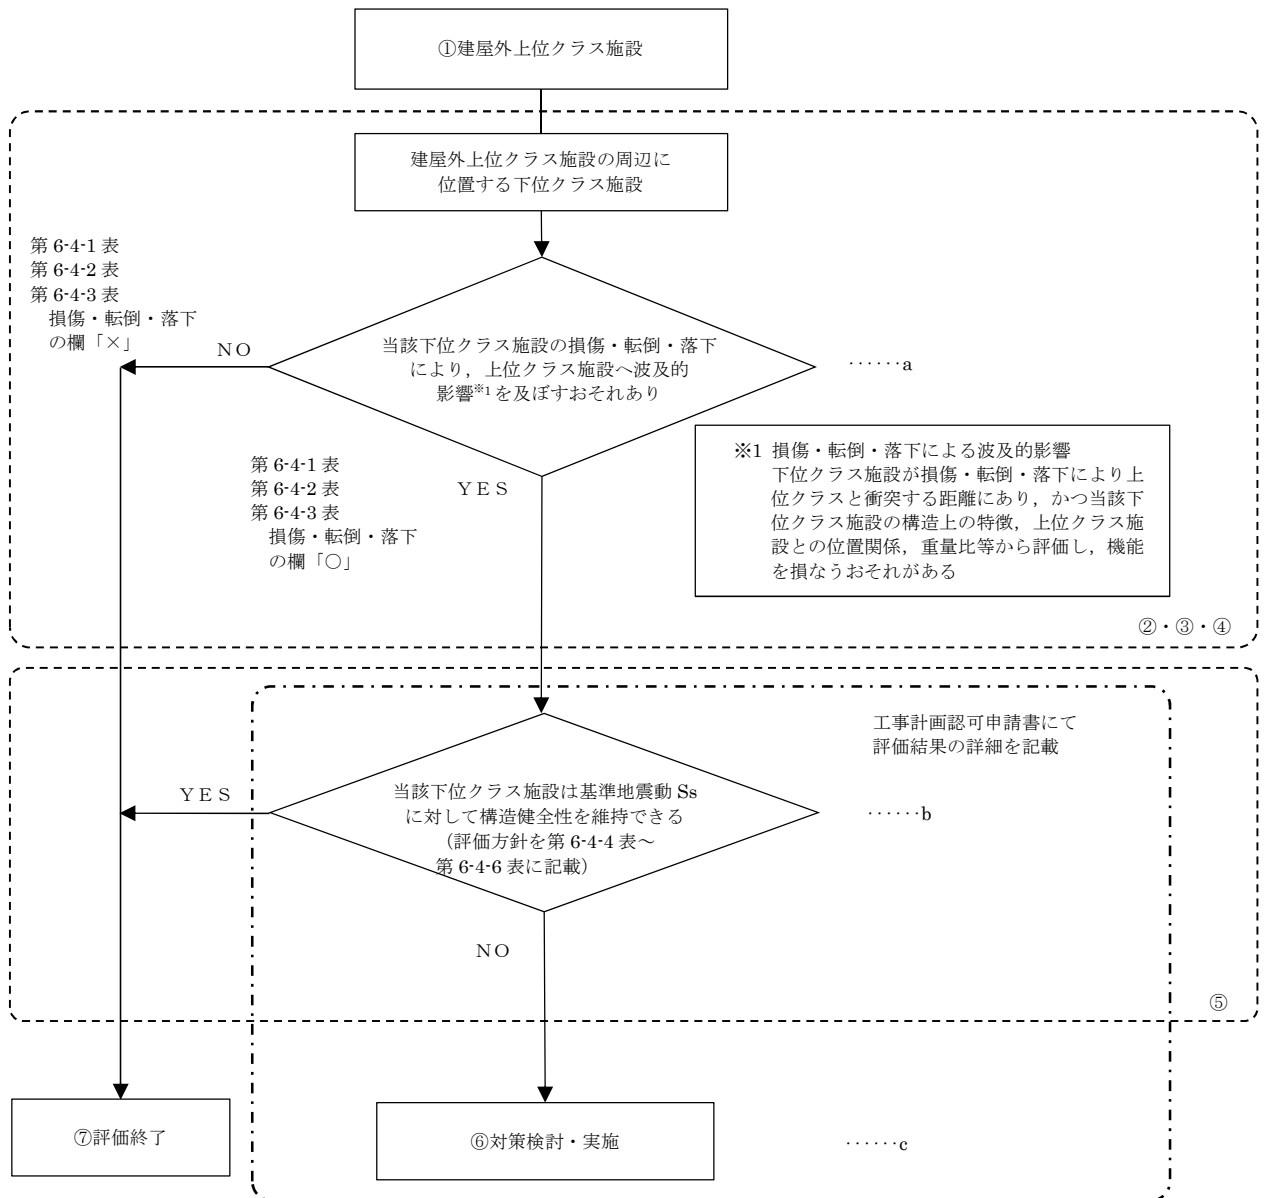 ①建屋外上位クラス施設
建屋外上位クラス施設の周辺に
位置する下位クラス施設
第 6-4-1 表
第 6-4-2 表
第 6-4-3 表
損傷・転倒・落下
の欄「×」
NO
当該下位クラス施設の損傷・転倒・落下
により，上位クラス施設へ波及的
影響※1を及ぼすおそれあり
······a
※1 損傷・転倒・落下による波及的影響
下位クラス施設が損傷・転倒・落下により上
位クラスと衝突する距離にあり，かつ当該下
位クラス施設の構造上の特徴，上位クラス施
設との位置関係，重量比等から評価し，機能
を損なうおそれがある
第 6-4-1 表
第 6-4-2 表
第 6-4-3 表
損傷・転倒・落下
の欄「○」
YES
②・③・④
工事計画認可申請書にて
評価結果の詳細を記載
YES
当該下位クラス施設は基準地震動 Ss
に対して構造健全性を維持できる
（評価方針を第 6-4-4 表～
第 6-4-6 表に記載）
······b
NO
⑤
⑦評価終了
⑥対策検討・実施
······c